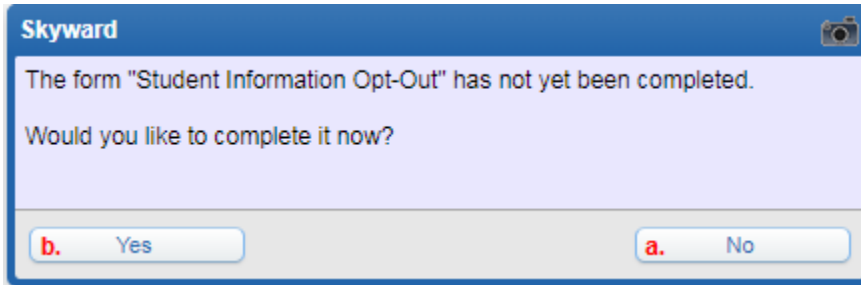 Skyward
The form "Student Information Opt-Out" has not yet been completed.
Would you like to complete it now?
b. Yes a. No